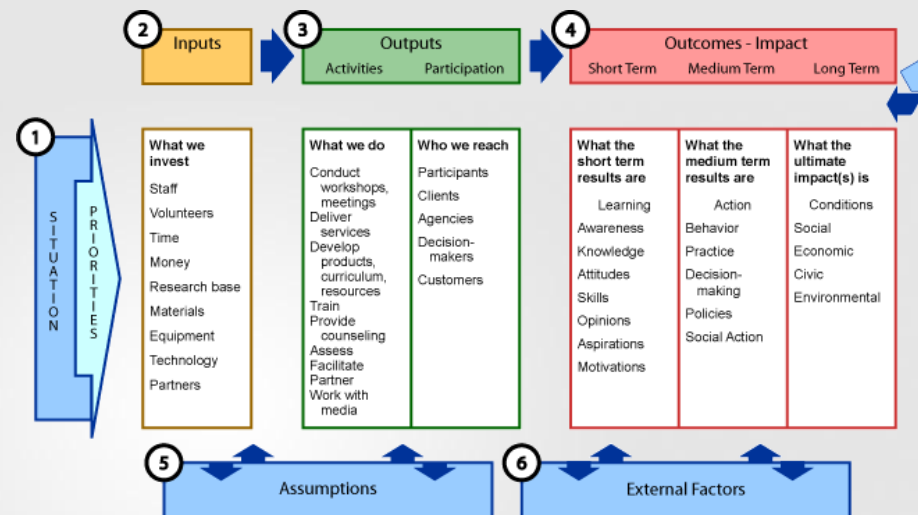 1
SITUATION
PRIORITIES
2
Inputs
3
Outputs
Activities
Participation
4
Outcomes - Impact
Short Term
Medium Term
Long Term
What we
invest
Staff
Volunteers
Time
Money
Research base
Materials
Equipment
Technology
Partners
What we do
Conduct
workshops,
meetings
Deliver
services
Develop
products,
curriculum,
resources
Train
Provide
counseling
Assess
Facilitate
Partner
Work with
media
Who we reach
Participants
Clients
Agencies
Decision-
makers
Customers
What the
short term
results are
Learning
Awareness
Knowledge
Attitudes
Skills
Opinions
Aspirations
Motivations
What the
medium term
results are
Action
Behavior
Practice
Decision-
making
Policies
Social Action
What the
ultimate
impact(s) is
Conditions
Social
Economic
Civic
Environmental
5
Assumptions
6
External Factors